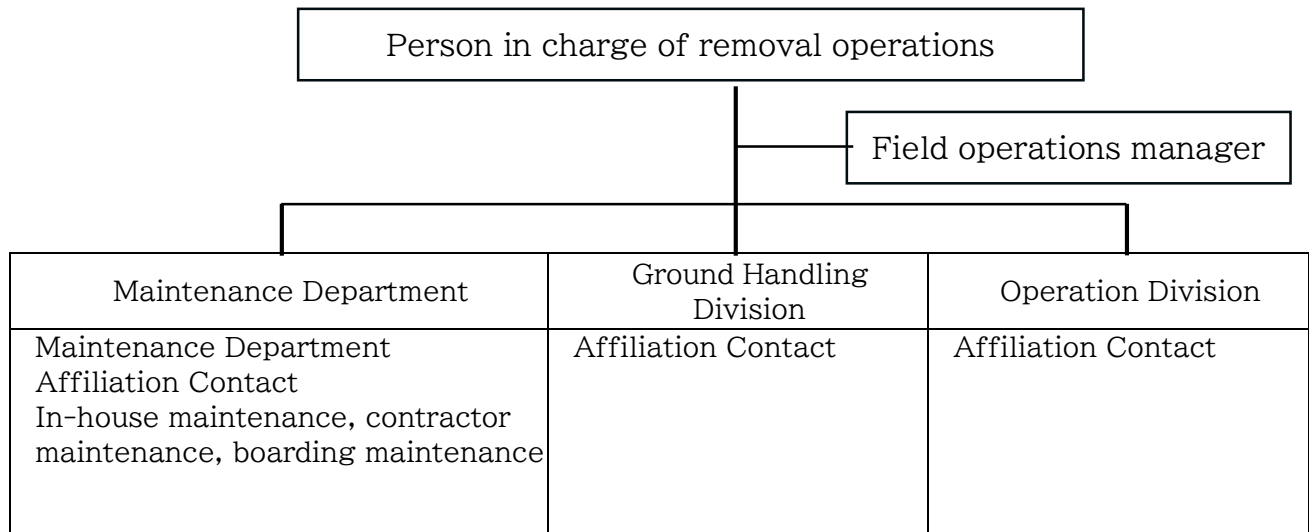 Person in charge of removal operations
Field operations manager
Maintenance Department
Ground Handling
Division
Operation Division
Maintenance Department
Affiliation Contact
In-house maintenance, contractor
maintenance, boarding maintenance
Affiliation Contact
Affiliation Contact